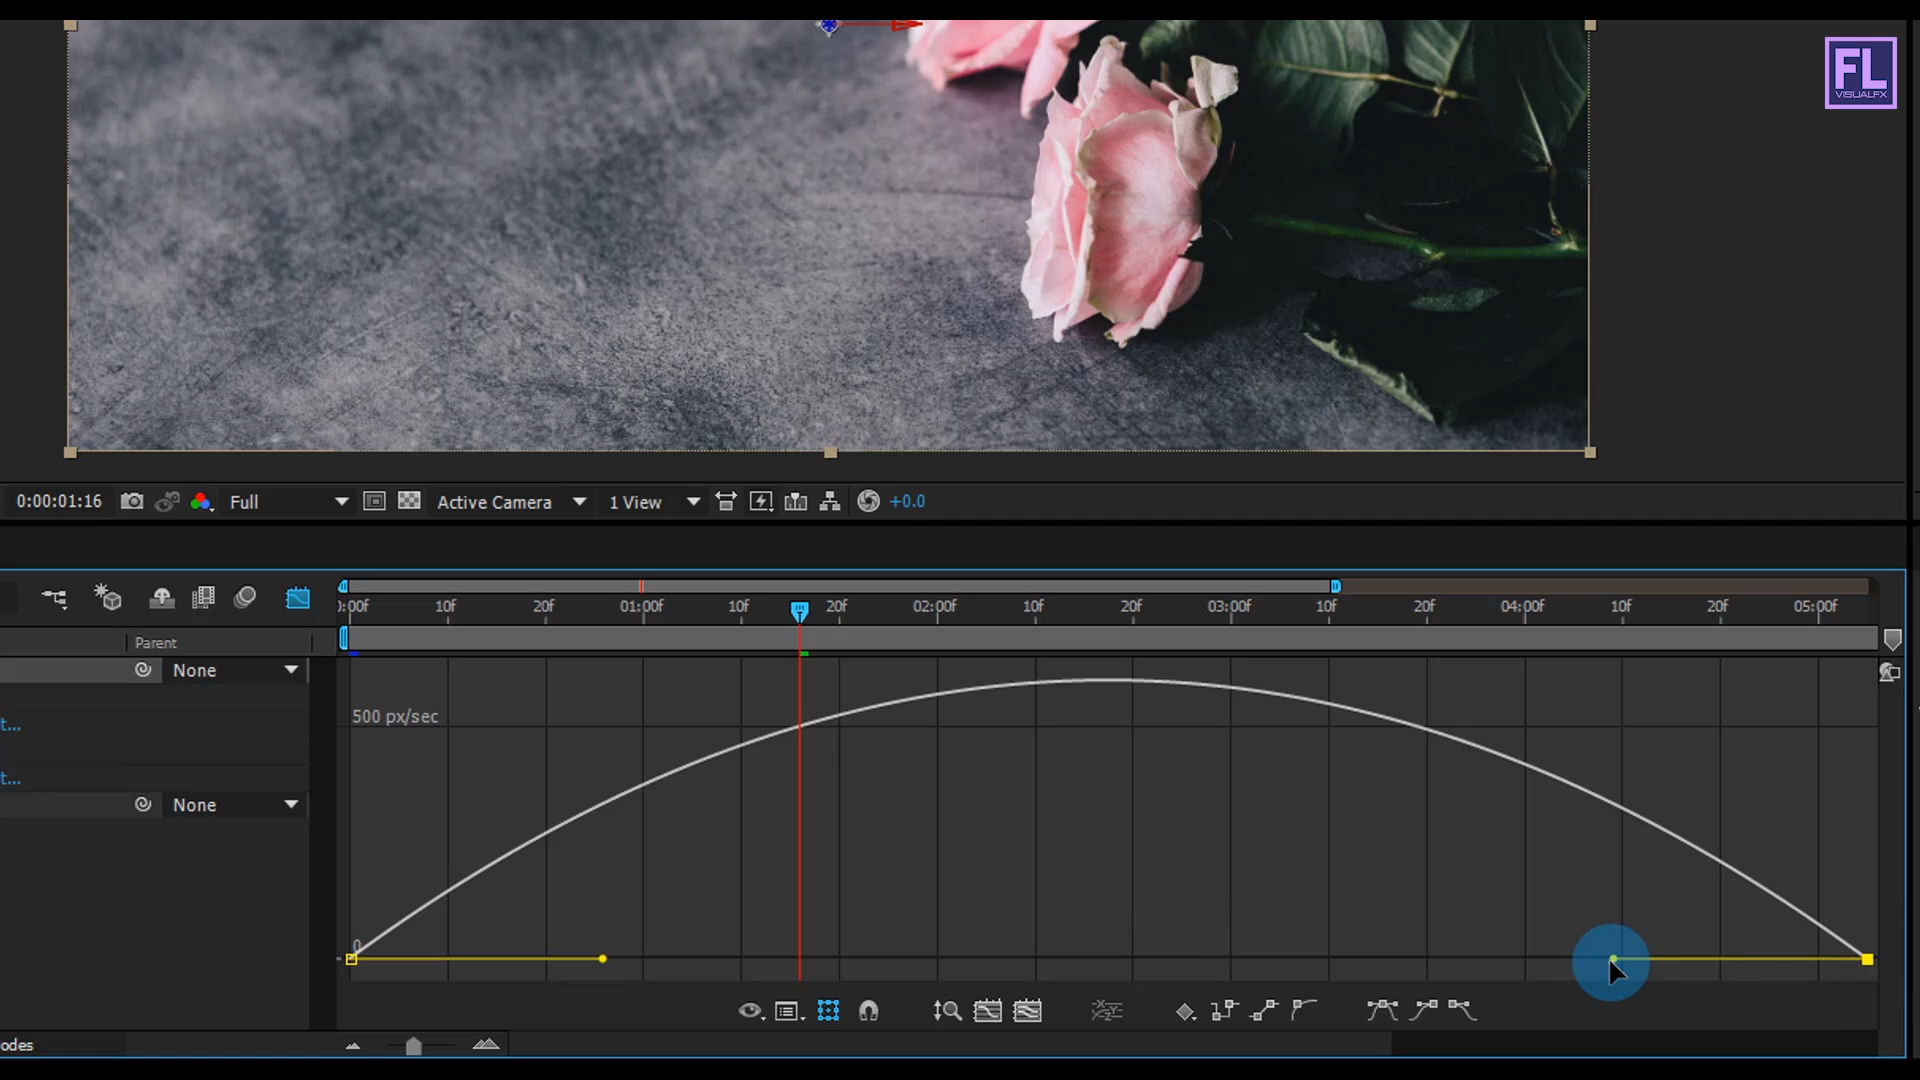 FL
VISUALFX
0:00:01:16
Full
Active Camera
1 View
+0.0
):00f 10f 20f 01:00f 10f 20f 02:00f 10f 20f 03:00f 10f 20f 04:00f 10f 20f 05:00f
Parent
None
500 px/sec
t...
t...
None
0
odes